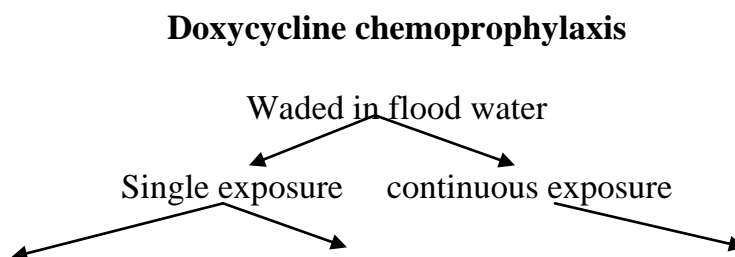 Doxycycline chemoprophylaxis
Waded in flood water
Single exposure continuous exposure